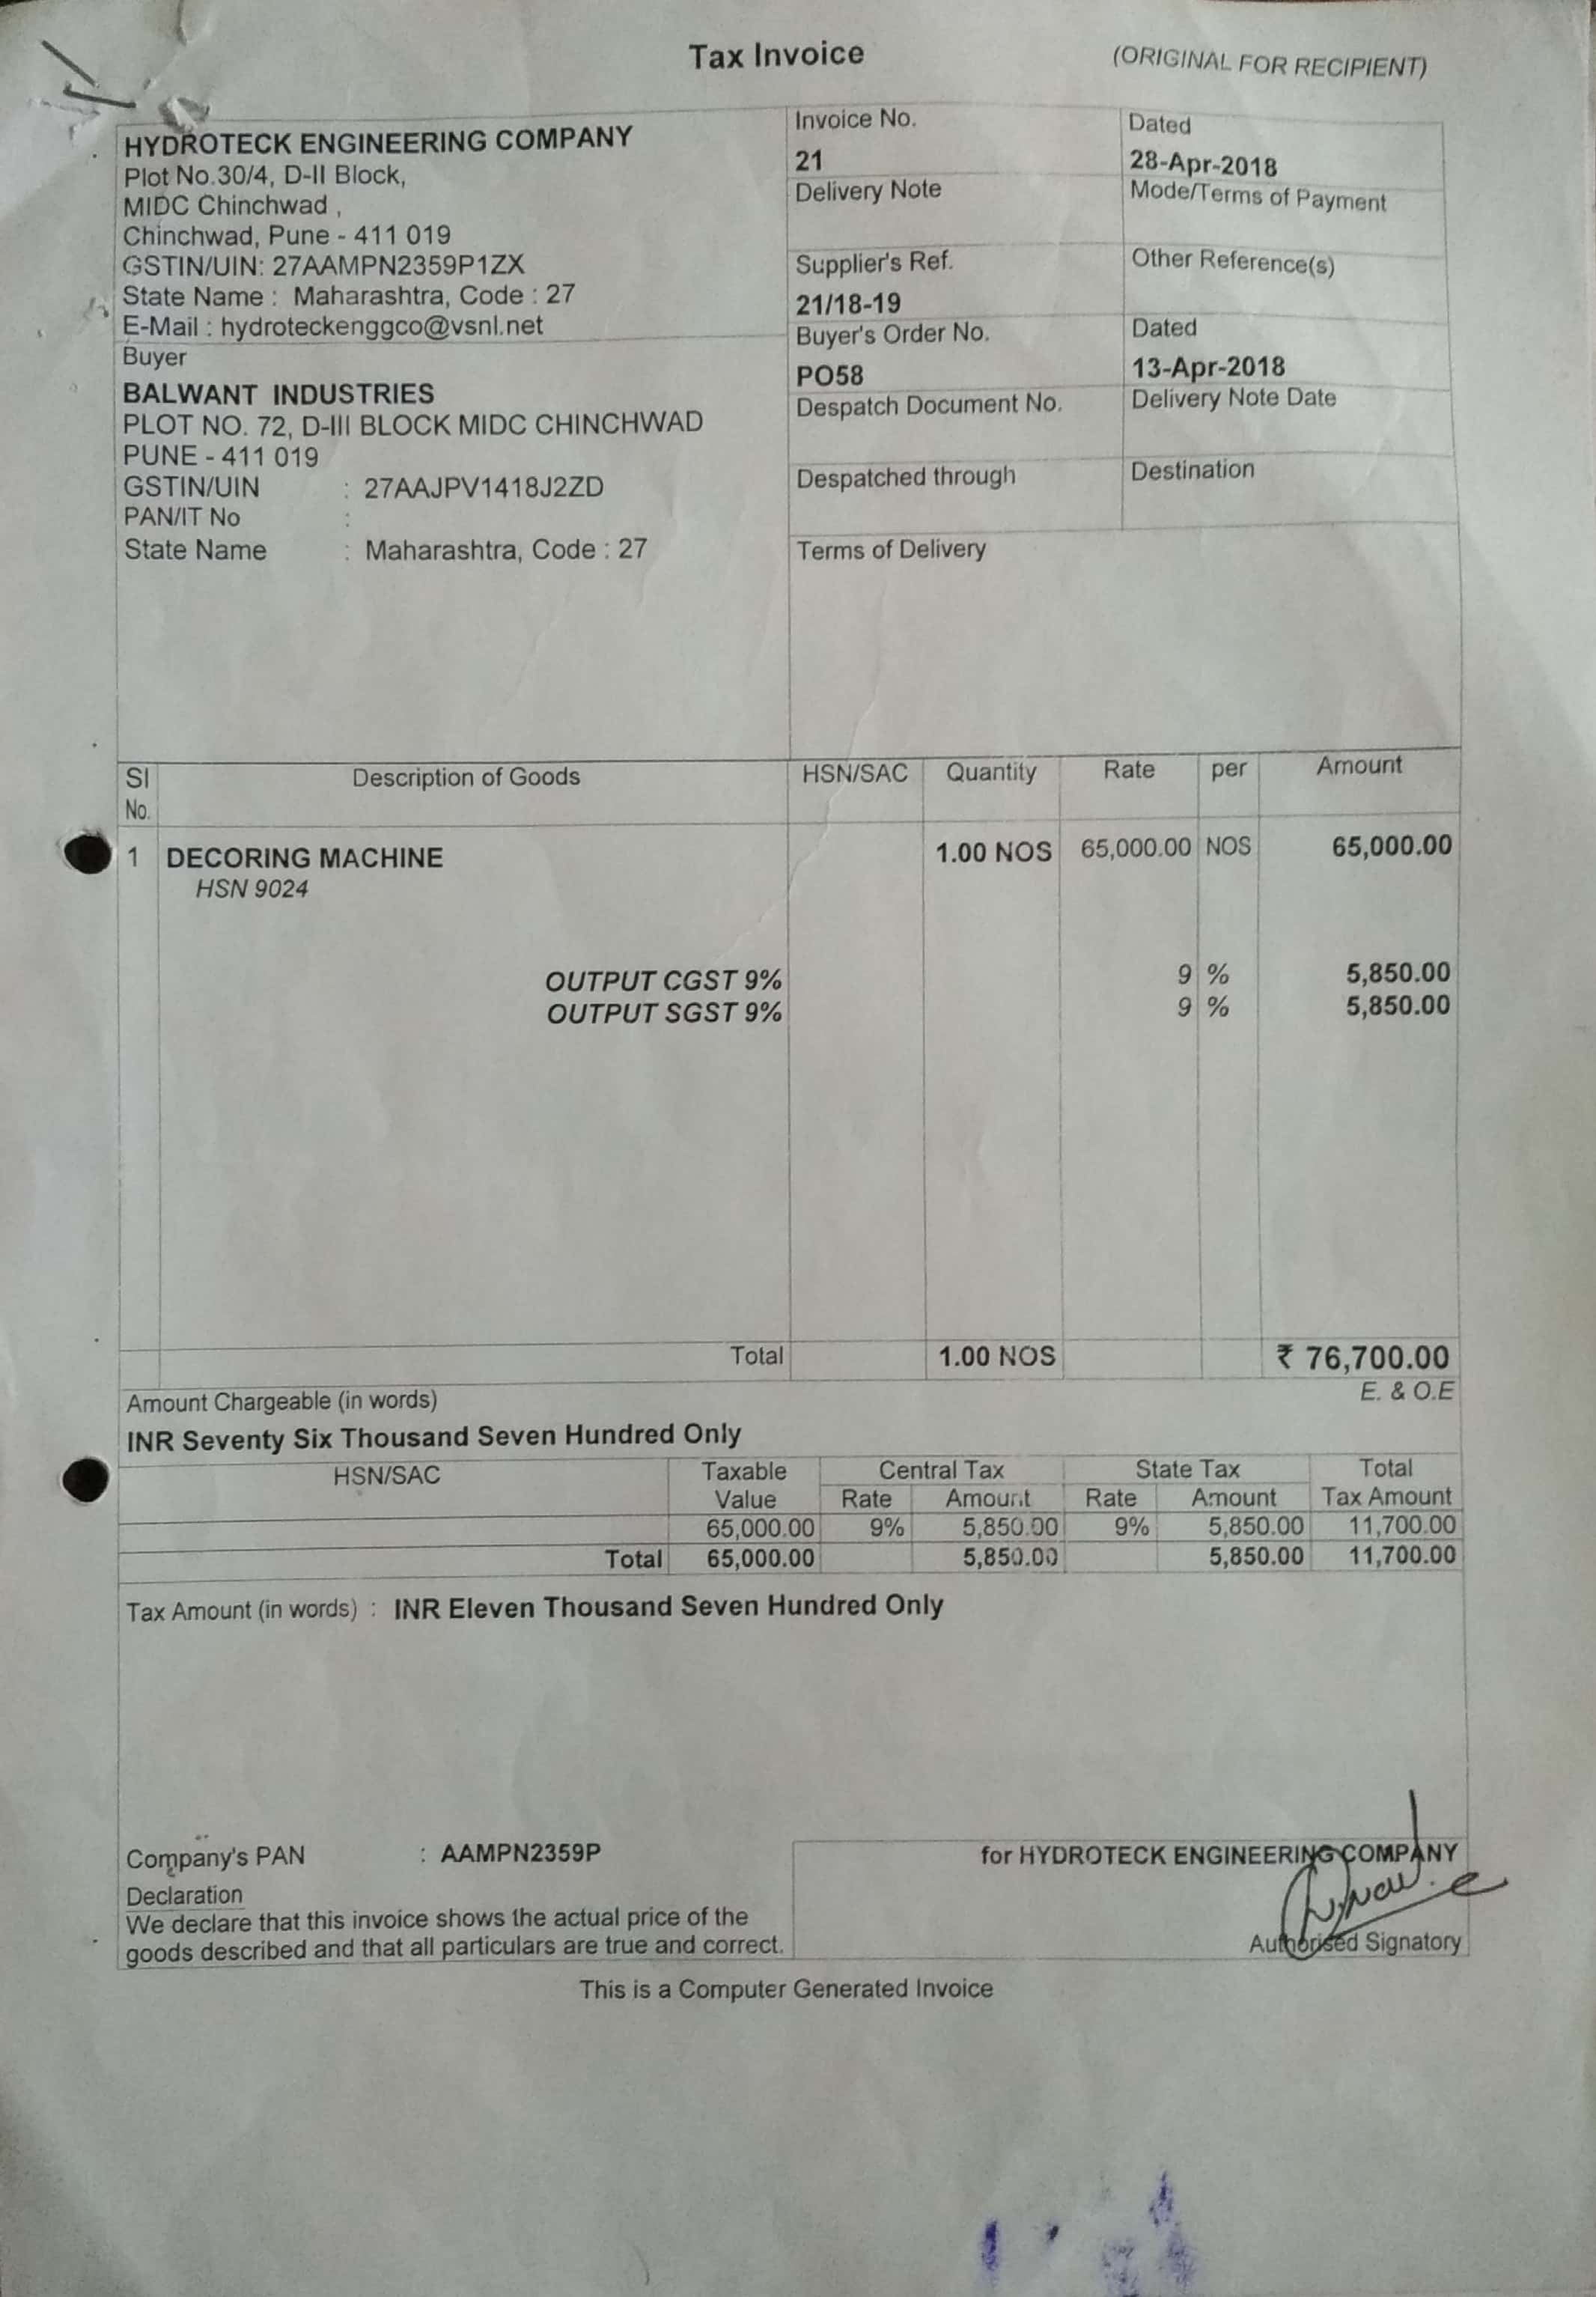 Tax Invoice
(ORIGINAL FOR RECIPIENT)
HYDROTECK ENGINEERING COMPANY
Plot No.30/4, D-II Block,
MIDC Chinchwad ,
Chinchwad, Pune - 411 019
GSTIN/UIN: 27AAMPN2359P1ZX
State Name : Maharashtra, Code : 27
E-Mail : hydroteckenggco@vsnl.net
Invoice No.
21
Dated
28-Apr-2018
Delivery Note
Mode/Terms of Payment
Supplier's Ref.
21/18-19
Other Reference(s)
Buyer
BALWANT INDUSTRIES
PLOT NO. 72, D-III BLOCK MIDC CHINCHWAD
PUNE - 411 019
GSTIN/UIN : 27AAJPV1418J2ZD
PAN/IT No :
State Name : Maharashtra, Code : 27
Buyer's Order No.
PO58
Dated
13-Apr-2018
Despatch Document No.
Delivery Note Date
Despatched through
Destination
Terms of Delivery
SI No. Description of Goods HSN/SAC Quantity Rate per Amount
1 DECORING MACHINE 1.00 NOS 65,000.00 NOS 65,000.00
HSN 9024
OUTPUT CGST 9% 9 % 5,850.00
OUTPUT SGST 9% 9 % 5,850.00
Total 1.00 NOS ₹ 76,700.00
Amount Chargeable (in words) E. & O.E
INR Seventy Six Thousand Seven Hundred Only
HSN/SAC Taxable Value Central Tax State Tax Total Tax Amount
Rate Amount Rate Amount
65,000.00 9% 5,850.00 9% 5,850.00 11,700.00
Total 65,000.00 5,850.00 5,850.00 11,700.00
Tax Amount (in words) : INR Eleven Thousand Seven Hundred Only
Company's PAN : AAMPN2359P
Declaration
We declare that this invoice shows the actual price of the
goods described and that all particulars are true and correct.
for HYDROTECK ENGINEERING COMPANY
Authorised Signatory
This is a Computer Generated Invoice